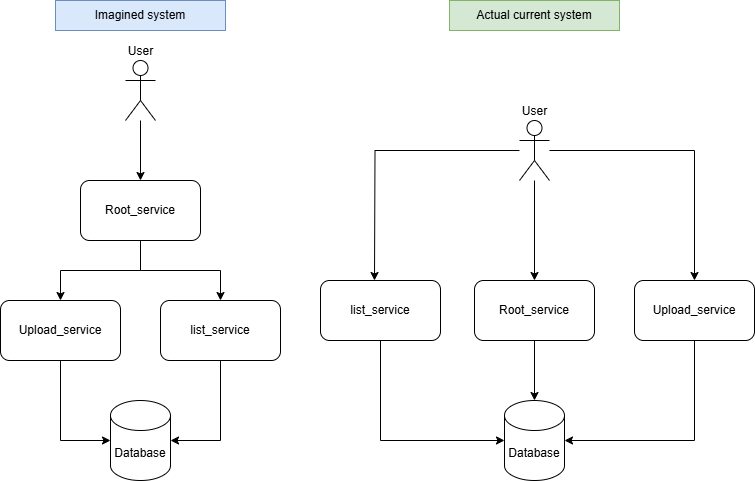 Imagined system
Actual current system
User
User
Root_service
Upload_service
list_service
list_service
Root_service
Upload_service
Database
Database